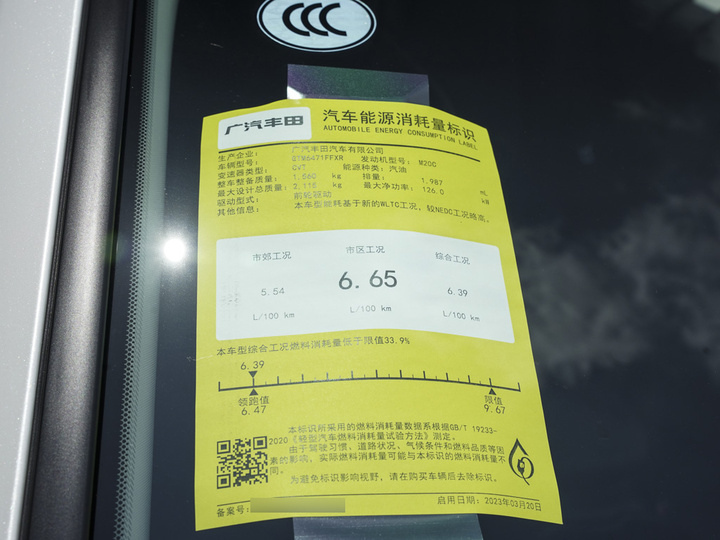 CCC
广汽丰田
汽车能源消耗量标识
AUTOMOBILE ENERGY CONSUMPTION LABEL
生产企业： 广汽丰田汽车有限公司
车辆型号： GTM6471FFXR 发动机型号： M20C
变速器类型： CVT 能源种类：汽油
整车整备质量： 1,560 kg 排量： 1,987 mL
最大设计总质量： 2,115 kg 最大净功率： 126.0 kW
驱动型式： 前轮驱动
其他信息： 本车型能耗基于新的WLTC工况，较NEDC工况略高。
市郊工况 市区工况 综合工况
5.54 6.65 6.39
L/100 km L/100 km L/100 km
本车型综合工况燃料消耗量低于限值33.9%
6.39
领跑值 限值
6.47 9.67
本标识所采用的燃料消耗量数据系根据GB/T 19233-
2020《轻型汽车燃料消耗量试验方法》测定。
由于驾驶习惯、道路状况、气候条件和燃料品质等因
素的影响，实际燃料消耗量可能与本标识的燃料消耗量不
同。
为避免标识影响视野，请在购买车辆后去除标识。
备案号： 启用日期：2023年03月20日